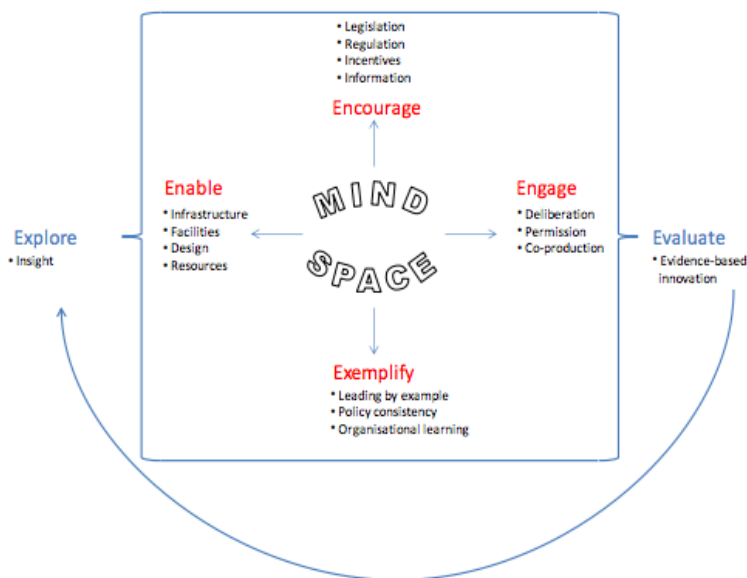 • Legislation
• Regulation
• Incentives
• Information
Encourage
Enable
• Infrastructure
• Facilities
• Design
• Resources
MIND
SPACE
Engage
• Deliberation
• Permission
• Co-production
Explore
• Insight
Evaluate
• Evidence-based
innovation
Exemplify
• Leading by example
• Policy consistency
• Organisational learning